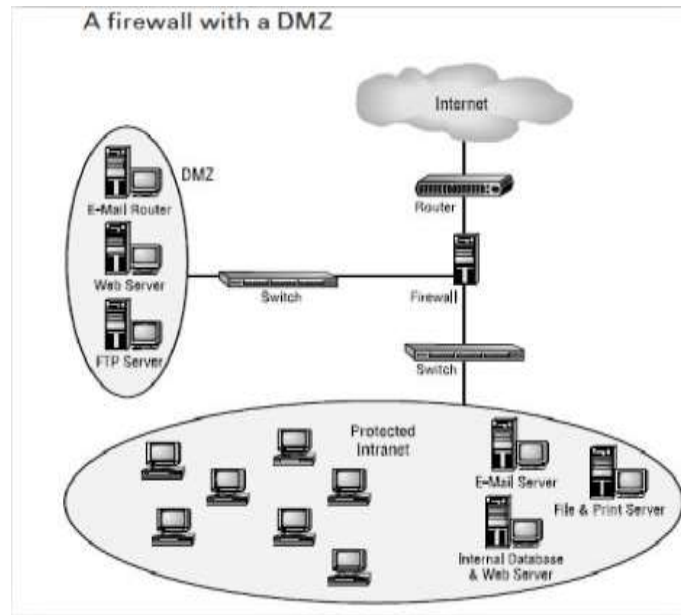 A firewall with a DMZ
Internet
DMZ
E-Mail Router
Router
Web Server
Switch
Firewall
FTP Server
Switch
Protected
Intranet
E-Mail Server
File & Print Server
Internal Database
& Web Server